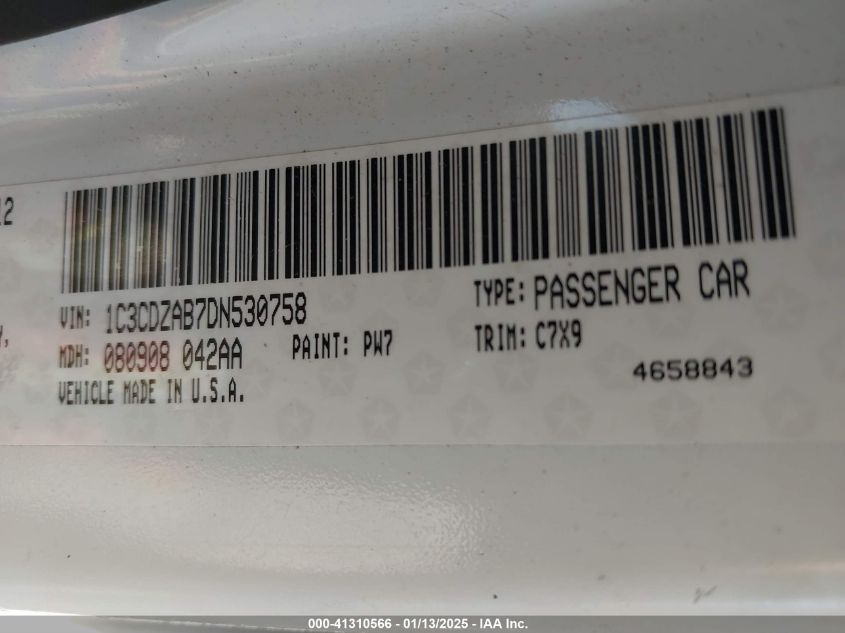 12
VIN: 1C3CDZAB7DN530758
TYPE: PASSENGER CAR
Y,
MDH: 080908 042AA
PAINT: PW7
TRIM: C7X9
VEHICLE MADE IN U.S.A.
4658843
000-41310566 - 01/13/2025 - IAA Inc.